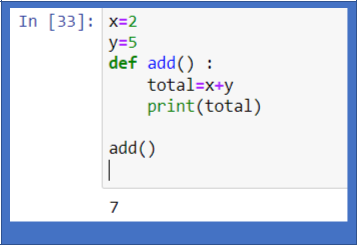 In [33]: x=2
y=5
def add() :
    total=x+y
    print(total)

add()
7